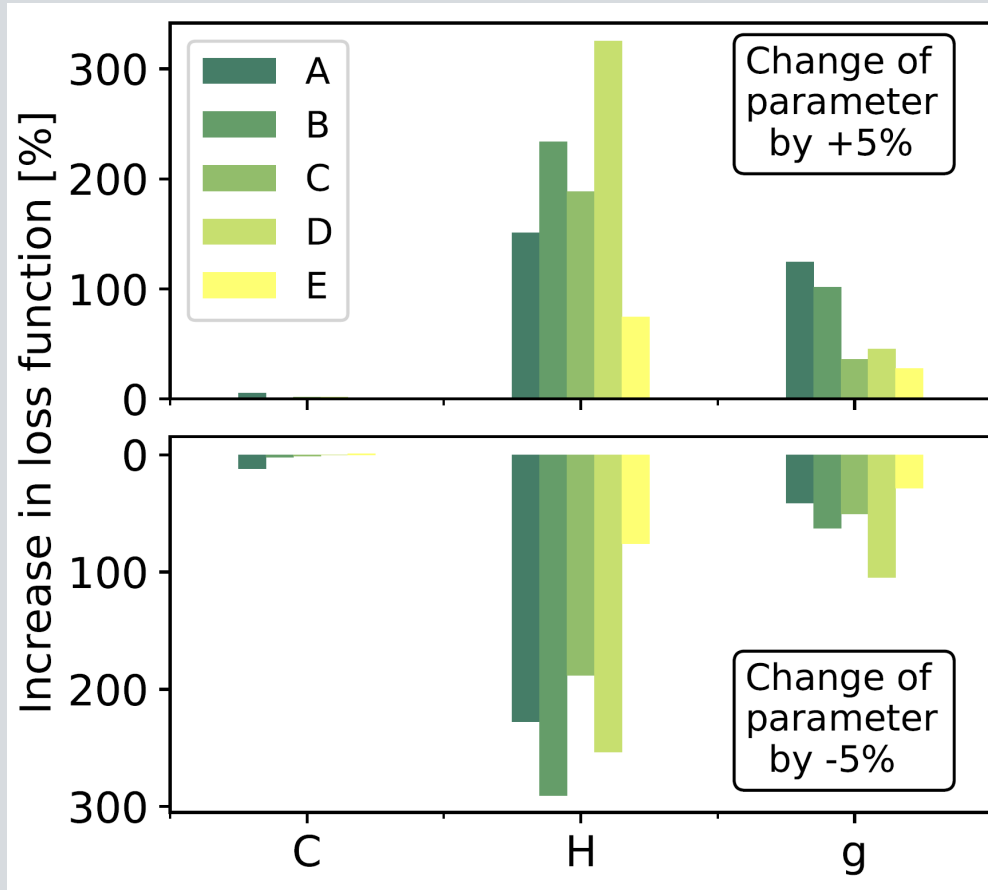 Increase in loss function [%]
300
200
100
0
A
B
C
D
E
Change of
parameter
by +5%
0
100
200
300
Change of
parameter
by -5%
C
H
g